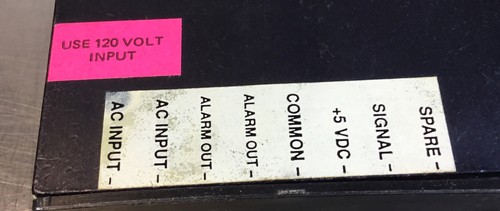 USE 120 VOLT
INPUT
AC INPUT -
AC INPUT -
ALARM OUT -
ALARM OUT -
COMMON -
+5 VDC -
SIGNAL -
SPARE -